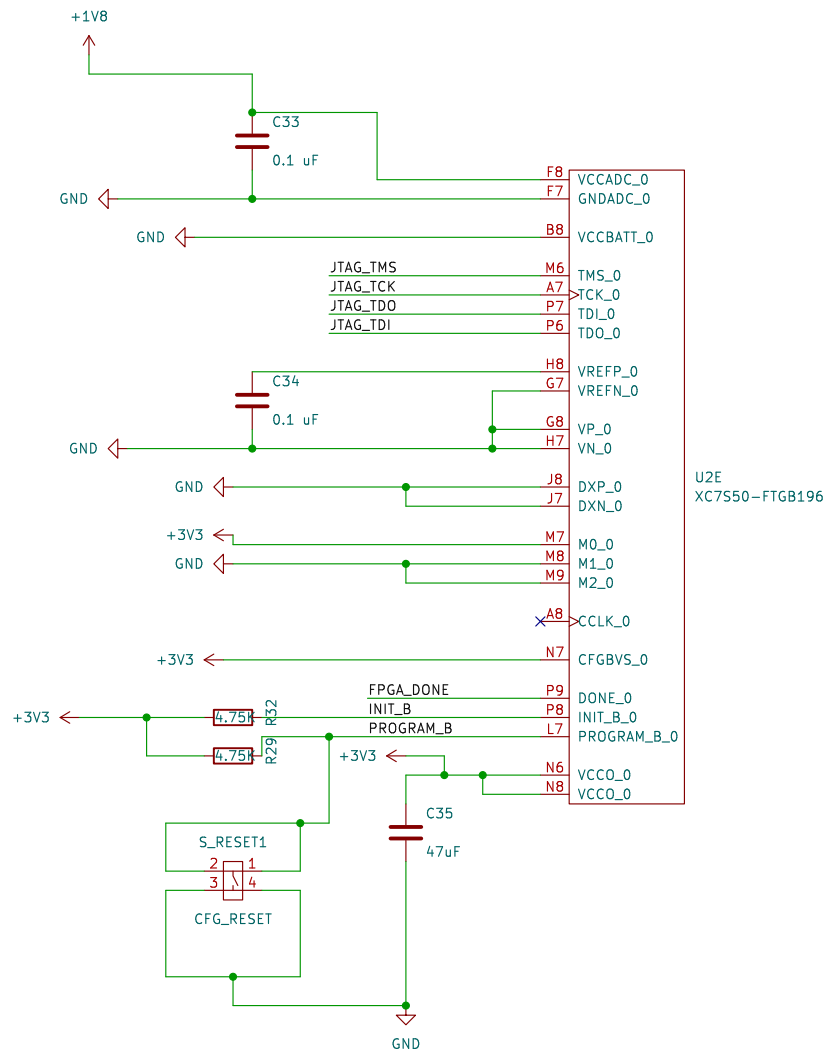 +1V8
C33
0.1 uF
F8 VCCADC_0
GND F7 GNDADC_0
GND B8 VCCBATT_0
JTAG_TMS M6 TMS_0
JTAG_TCK A7 TCK_0
JTAG_TDO P7 TDI_0
JTAG_TDI P6 TDO_0
H8 VREFP_0
C34 G7 VREFN_0
0.1 uF G8 VP_0
GND H7 VN_0
U2E
XC7S50-FTGB196
GND J8 DXP_0
J7 DXN_0
+3V3 M7 M0_0
GND M8 M1_0
M9 M2_0
A8 CCLK_0
+3V3 N7 CFGBVS_0
FPGA_DONE P9 DONE_0
+3V3 4.75K R32 INIT_B P8 INIT_B_0
PROGRAM_B L7 PROGRAM_B_0
4.75K R29 +3V3
N6 VCCO_0
N8 VCCO_0
C35
47uF
S_RESET1
2 1
3 4
CFG_RESET
GND